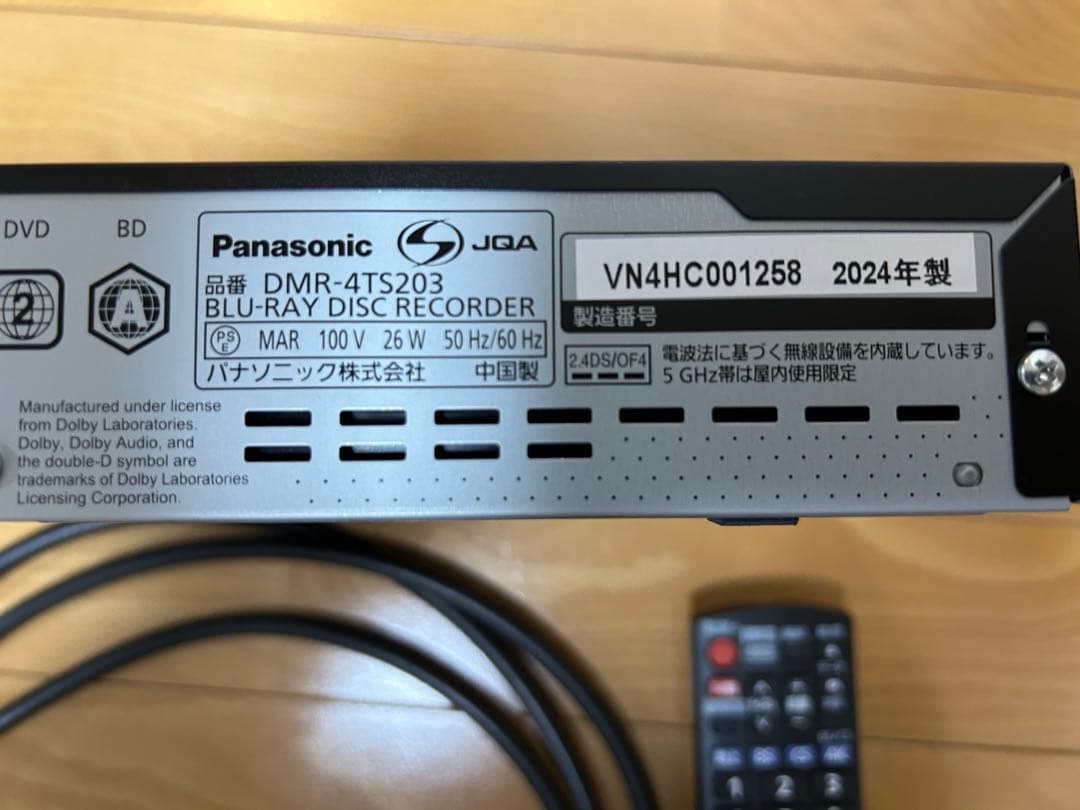 DVD BD
2 A
Panasonic JQA
品番 DMR-4TS203
BLU-RAY DISC RECORDER
PS E MAR 100 V 26 W 50 Hz/60 Hz
パナソニック株式会社 中国製
VN4HC001258 2024年製
製造番号
2.4DS/OF4
電波法に基づく無線設備を内蔵しています。
5 GHz帯は屋内使用限定
Manufactured under license
from Dolby Laboratories.
Dolby, Dolby Audio, and
the double-D symbol are
trademarks of Dolby Laboratories
Licensing Corporation.
1 2 3